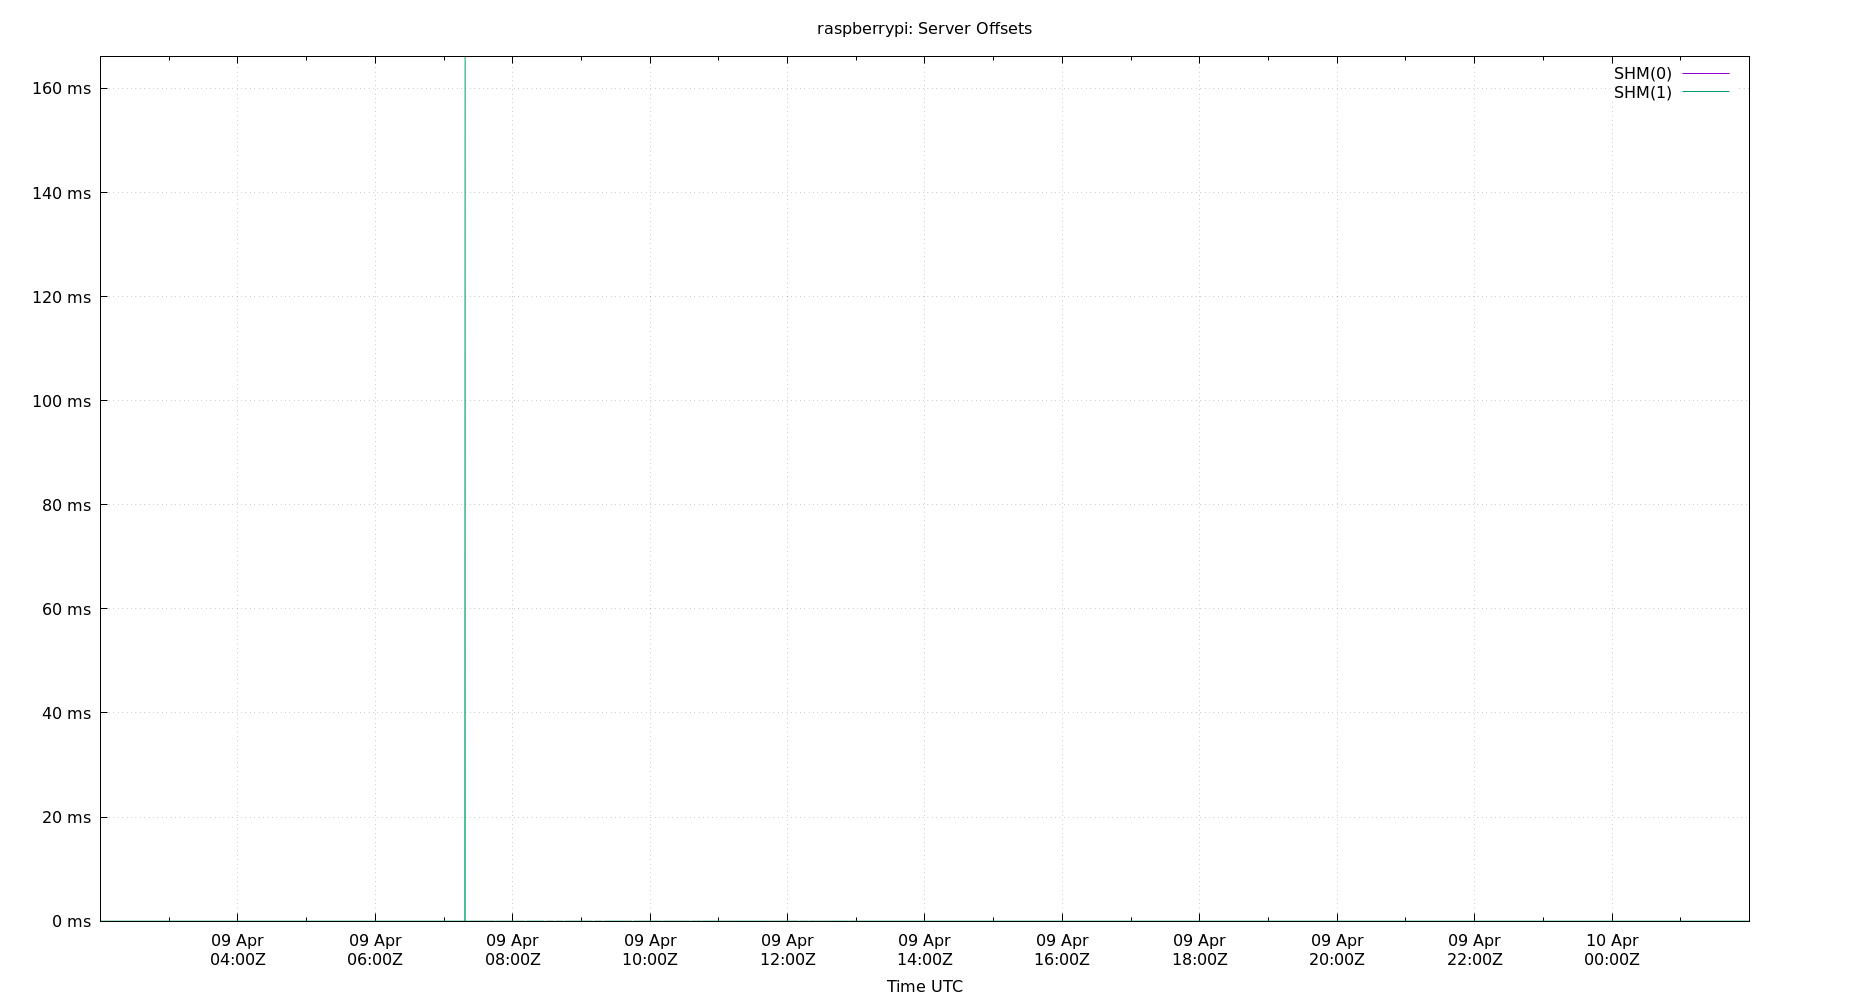 raspberrypi: Server Offsets
SHM(0)
SHM(1)
160 ms
140 ms
120 ms
100 ms
80 ms
60 ms
40 ms
20 ms
0 ms
09 Apr 09 Apr 09 Apr 09 Apr 09 Apr 09 Apr 09 Apr 09 Apr 09 Apr 09 Apr 10 Apr
04:00Z 06:00Z 08:00Z 10:00Z 12:00Z 14:00Z 16:00Z 18:00Z 20:00Z 22:00Z 00:00Z
Time UTC